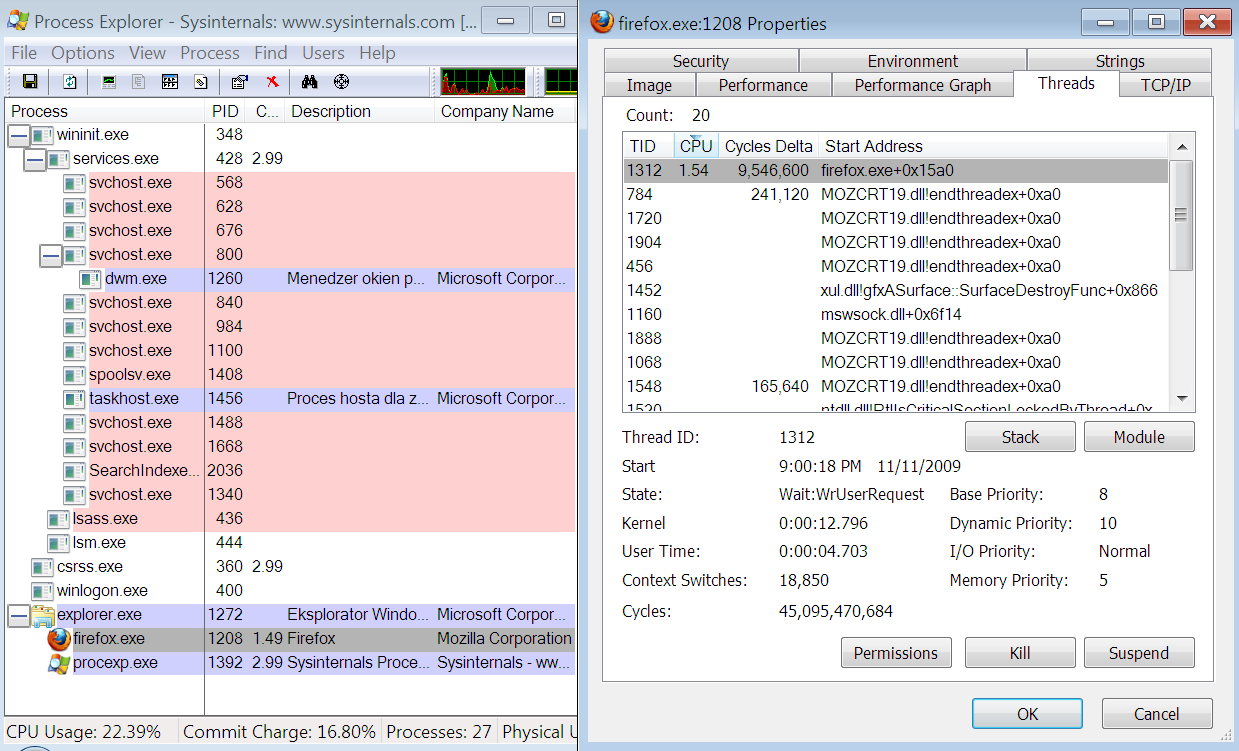 Process Explorer - Sysinternals: www.sysinternals.com [...
File Options View Process Find Users Help
Process PID C... Description Company Name
wininit.exe 348
services.exe 428 2.99
svchost.exe 568
svchost.exe 628
svchost.exe 676
svchost.exe 800
dwm.exe 1260 Menedzer okien p... Microsoft Corpor...
svchost.exe 840
svchost.exe 984
svchost.exe 1100
spoolsv.exe 1408
taskhost.exe 1456 Proces hosta dla z... Microsoft Corpor...
svchost.exe 1488
svchost.exe 1668
SearchIndexe... 2036
svchost.exe 1340
lsass.exe 436
lsm.exe 444
csrss.exe 360 2.99
winlogon.exe 400
explorer.exe 1272 Eksplorator Windo... Microsoft Corpor...
firefox.exe 1208 1.49 Firefox Mozilla Corporation
procexp.exe 1392 2.99 Sysinternals Proce... Sysinternals - ww...
CPU Usage: 22.39% Commit Charge: 16.80% Processes: 27 Physical U
firefox.exe:1208 Properties
Security Environment Strings
Image Performance Performance Graph Threads TCP/IP
Count: 20
TID CPU Cycles Delta Start Address
1312 1.54 9,546,600 firefox.exe+0x15a0
784 241,120 MOZCRT19.dll!endthreadex+0xa0
1720 MOZCRT19.dll!endthreadex+0xa0
1904 MOZCRT19.dll!endthreadex+0xa0
456 MOZCRT19.dll!endthreadex+0xa0
1452 xul.dll!gfxASurface::SurfaceDestroyFunc+0x866
1160 mswsock.dll+0x6f14
1888 MOZCRT19.dll!endthreadex+0xa0
1068 MOZCRT19.dll!endthreadex+0xa0
1548 165,640 MOZCRT19.dll!endthreadex+0xa0
1520 ntdll.dll!RtlIsCriticalSectionLockedByThread+0x
Thread ID: 1312 Stack Module
Start 9:00:18 PM 11/11/2009
State: Wait:WrUserRequest Base Priority: 8
Kernel 0:00:12.796 Dynamic Priority: 10
User Time: 0:00:04.703 I/O Priority: Normal
Context Switches: 18,850 Memory Priority: 5
Cycles: 45,095,470,684
Permissions Kill Suspend
OK Cancel